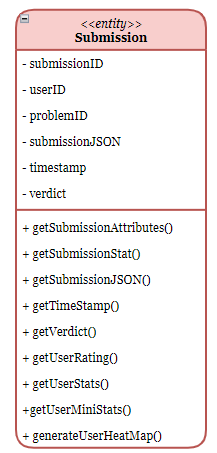 <<entity>>
Submission
- submissionID
- userID
- problemID
- submissionJSON
- timestamp
- verdict
+ getSubmissionAttributes()
+ getSubmissionStat()
+ getSubmissionJSON()
+ getTimeStamp()
+ getVerdict()
+ getUserRating()
+ getUserStats()
+getUserMiniStats()
+ generateUserHeatMap()